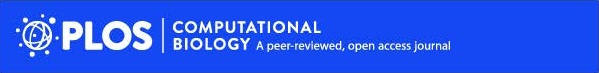 PLOS
COMPUTATIONAL
BIOLOGY A peer-reviewed, open access journal